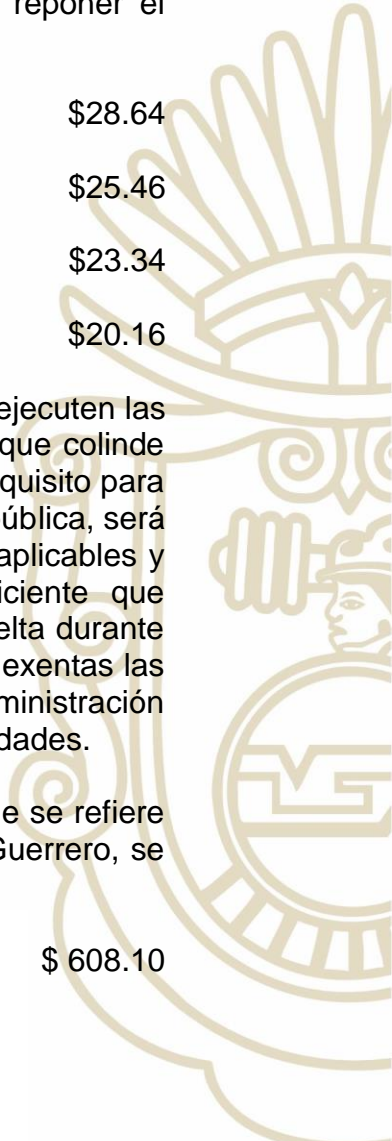 reponer el
$28.64
$25.46
$23.34
$20.16
ejecuten las
que colinde
quisito para
pública, será
aplicables y
iciente que
elta durante
exentas las
ministración
dades.
e se refiere
Guerrero, se
$ 608.10